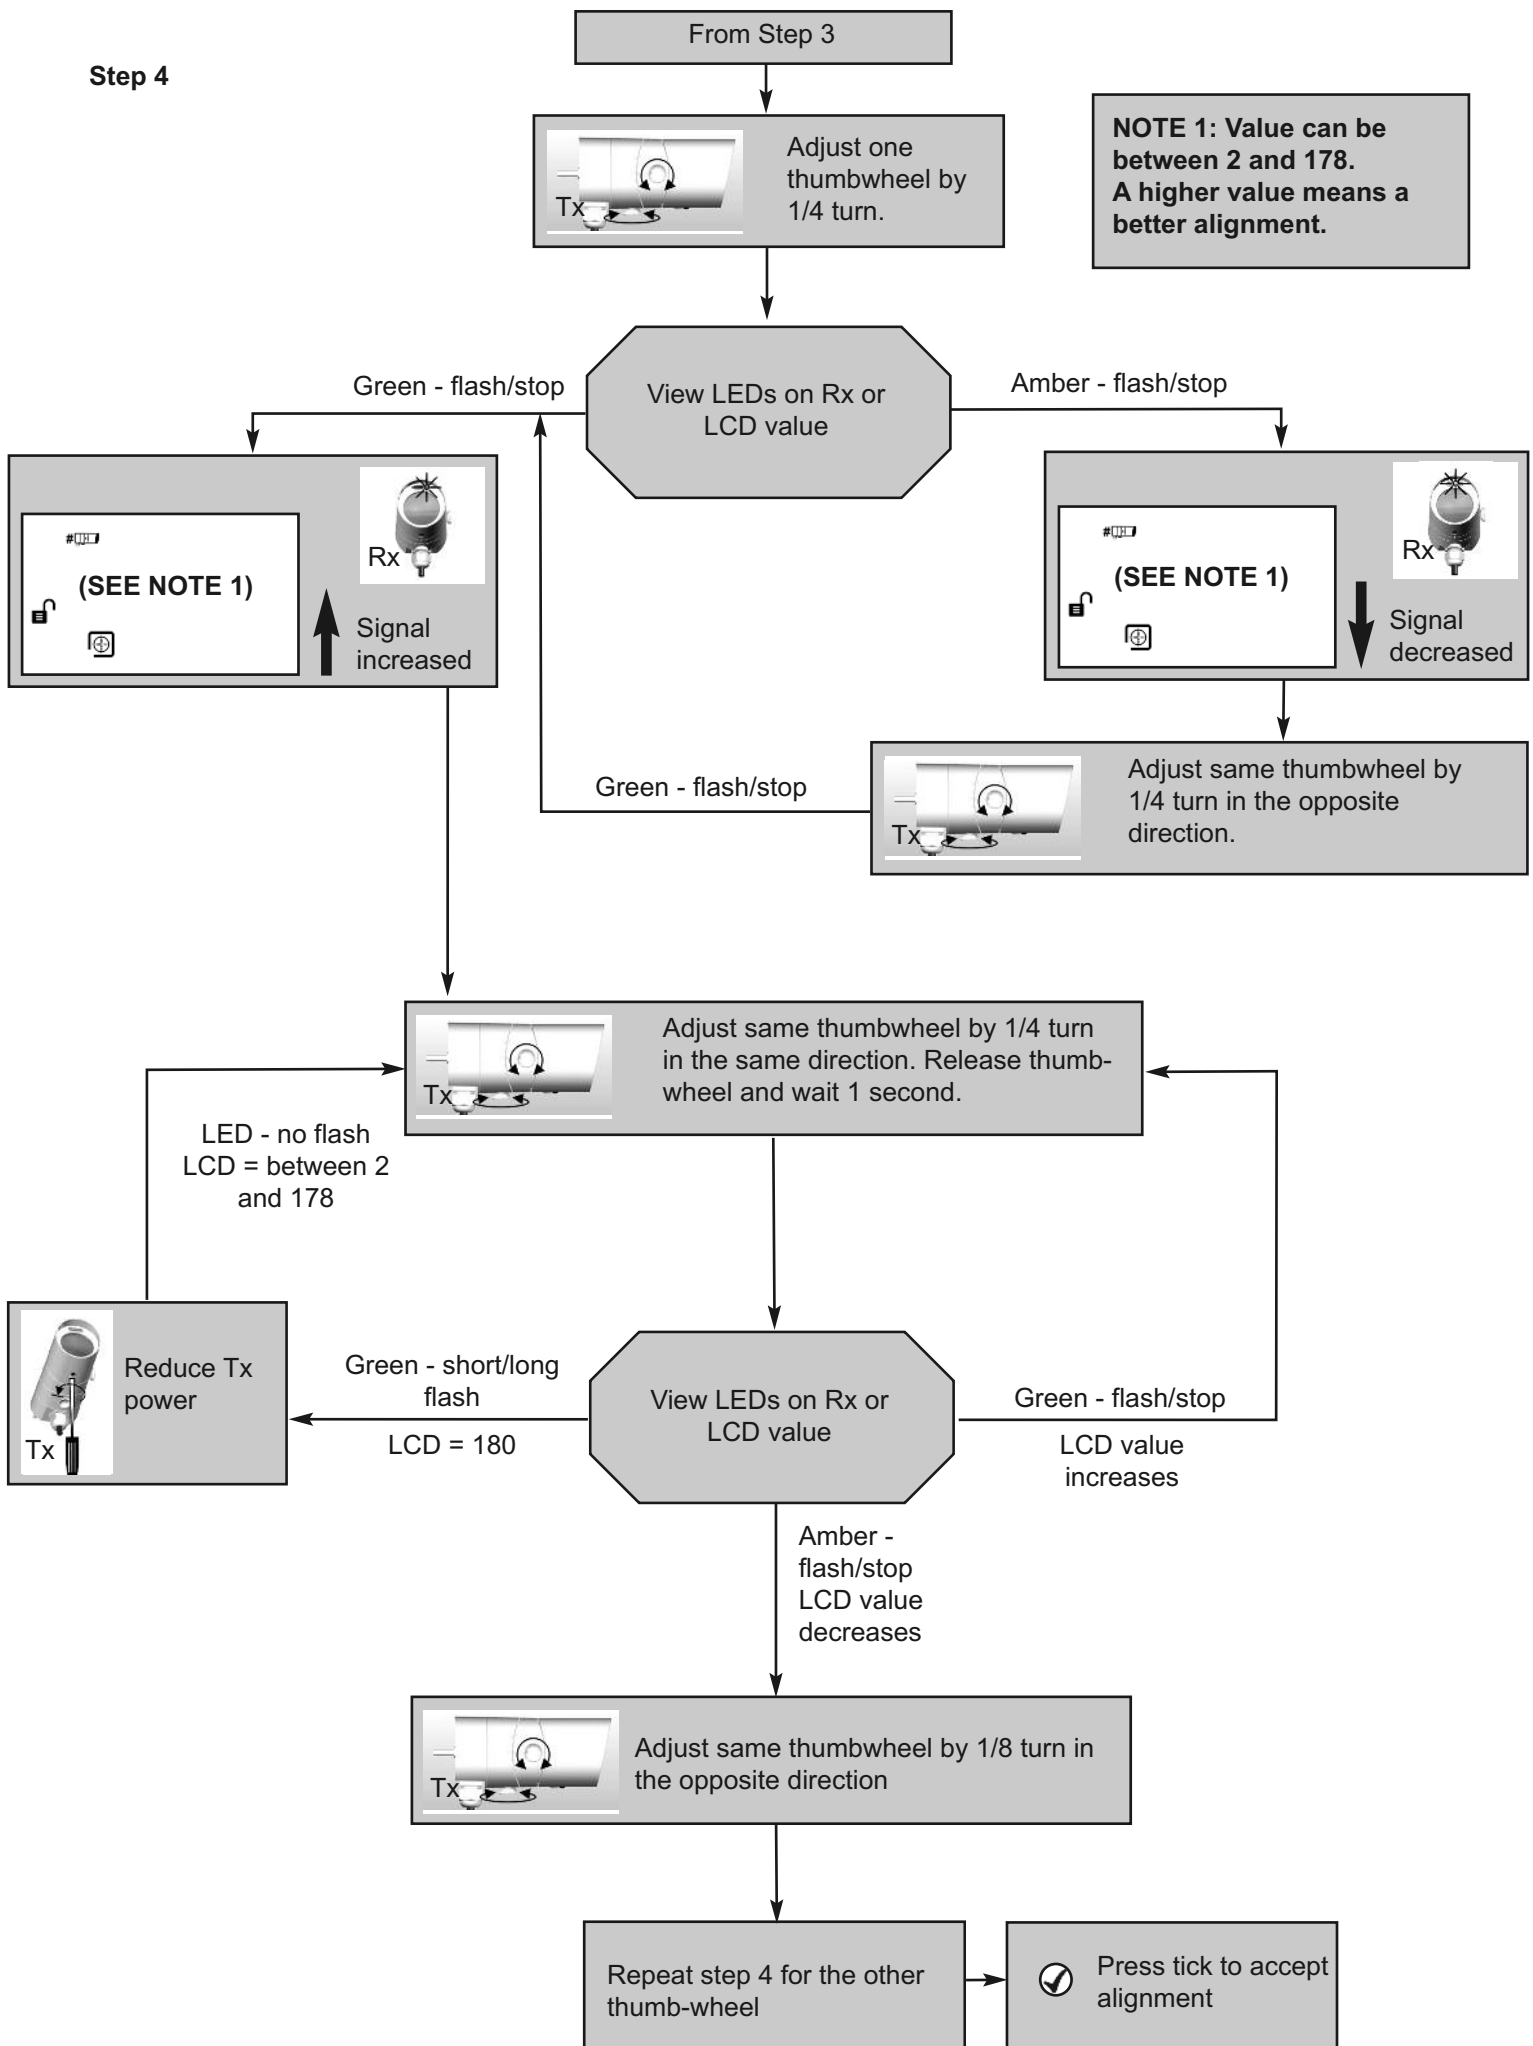 From Step 3
Step 4
NOTE 1: Value can be
between 2 and 178.
A higher value means a
better alignment.
Adjust one
thumbwheel by
1/4 turn.
Tx
View LEDs on Rx or
LCD value
Green - flash/stop
Amber - flash/stop
Rx
#
(SEE NOTE 1)
Signal
increased
Rx
#
(SEE NOTE 1)
Signal
decreased
Green - flash/stop
Adjust same thumbwheel by
1/4 turn in the opposite
direction.
Tx
Adjust same thumbwheel by 1/4 turn
in the same direction. Release thumb-
wheel and wait 1 second.
Tx
LED - no flash
LCD = between 2
and 178
Reduce Tx
power
Tx
Green - short/long
flash
LCD = 180
View LEDs on Rx or
LCD value
Green - flash/stop
LCD value
increases
Amber -
flash/stop
LCD value
decreases
Adjust same thumbwheel by 1/8 turn in
the opposite direction
Tx
Repeat step 4 for the other
thumb-wheel
Press tick to accept
alignment